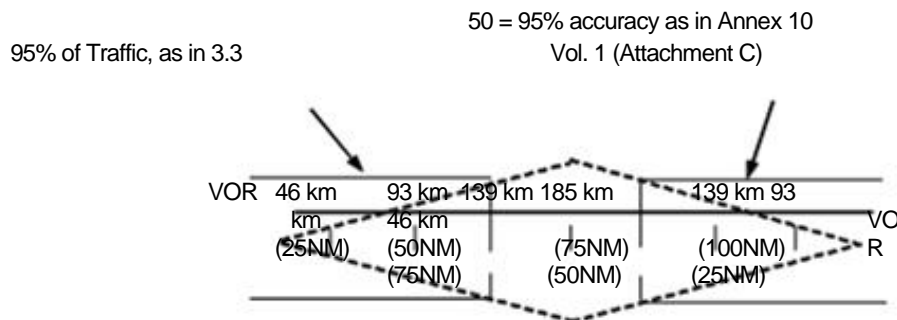 50 = 95% accuracy as in Annex 10
95% of Traffic, as in 3.3
Vol. 1 (Attachment C)
VOR 46 km 93 km 139 km 185 km 139 km 93
km 46 km VO
(25NM) (50NM) (75NM) (100NM) R
(75NM) (50NM) (25NM)